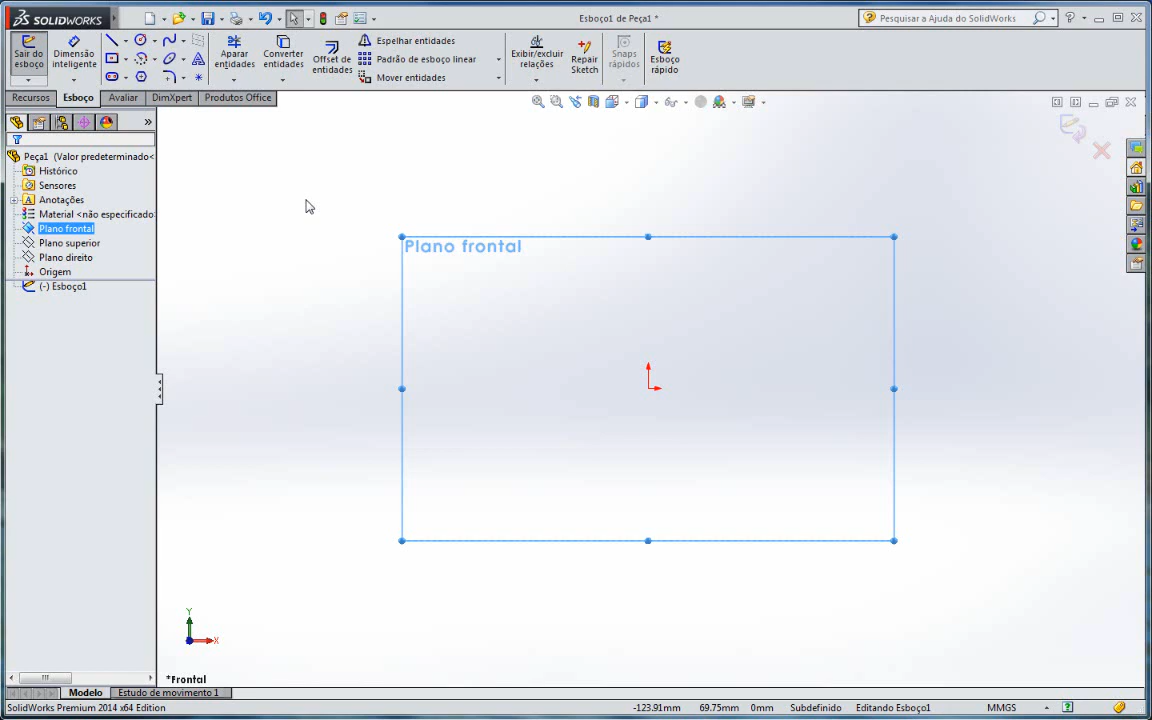 SOLIDWORKS
Esboço1 de Peça1 *
Pesquisar a Ajuda do SolidWorks
Sair do esboço
Dimensão inteligente
Aparar entidades
Converter entidades
Offset de entidades
Espelhar entidades
Padrão de esboço linear
Mover entidades
Exibir/excluir relações
Repair Sketch
Snaps rápidos
Esboço rápido
Recursos
Esboço
Avaliar
DimXpert
Produtos Office
Peça1 (Valor predeterminado<
Histórico
Sensores
Anotações
Material <não especificado>
Plano frontal
Plano superior
Plano direito
Origem
(-) Esboço1
Plano frontal
Y
X
*Frontal
Modelo
Estudo de movimento 1
SolidWorks Premium 2014 x64 Edition
-123.91mm
69.75mm
0mm
Subdefinido
Editando Esboço1
MMGS